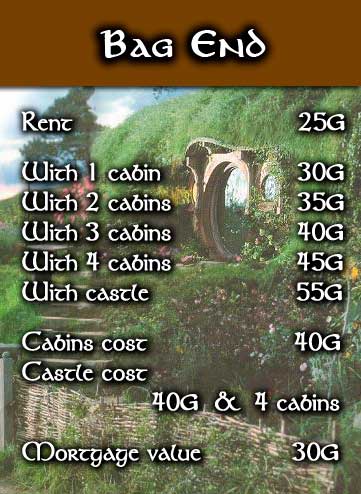 Bag End
Rent 25G
With 1 cabin 30G
With 2 cabins 35G
With 3 cabins 40G
With 4 cabins 45G
With castle 55G
Cabins cost 40G
Castle cost
40G & 4 cabins
Mortgage value 30G